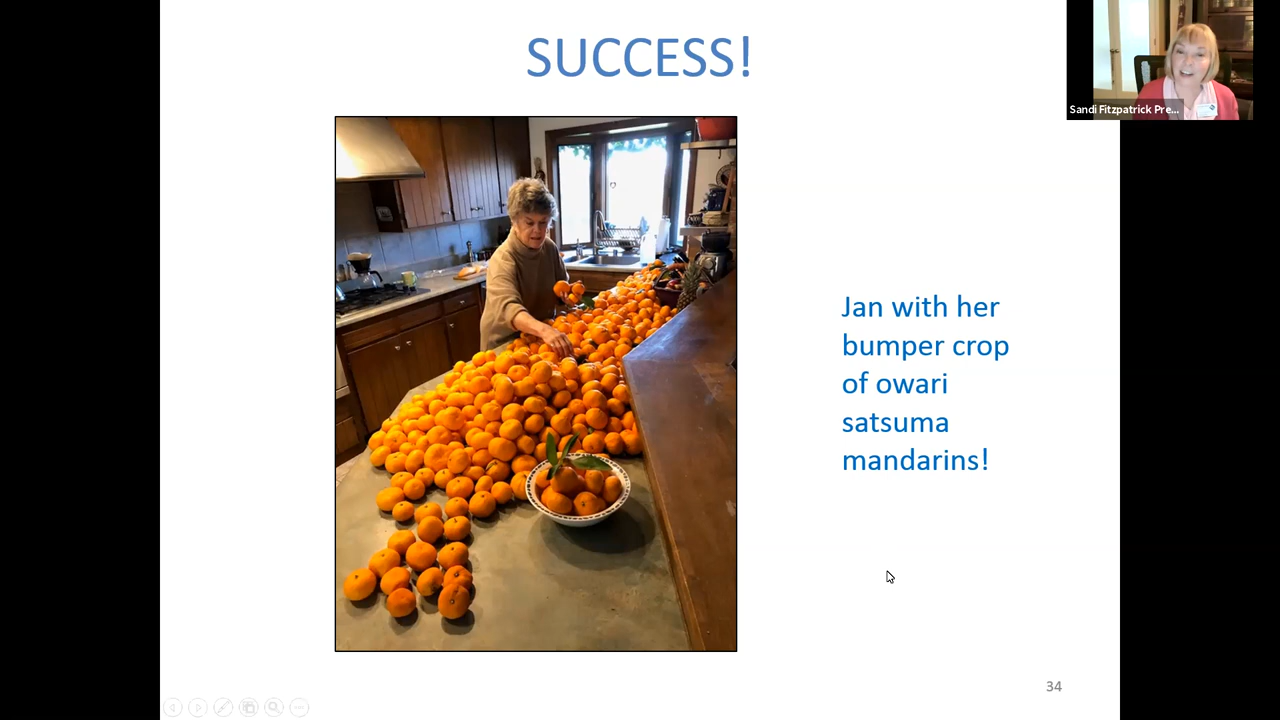 SUCCESS!
Sandi Fitzpatrick Pre...
Jan with her
bumper crop
of owari
satsuma
mandarins!
34